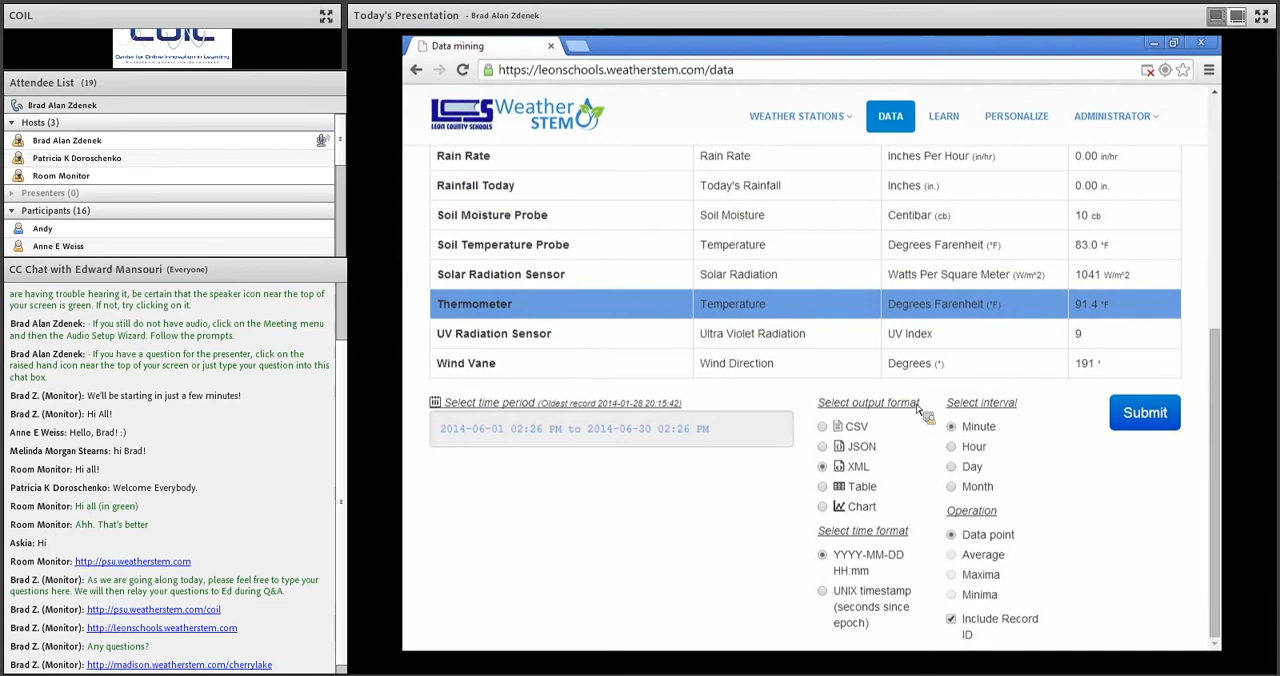 COIL
COIL
Center for Online Innovation in Learning
Attendee List (19)
Brad Alan Zdenek
Hosts (3)
Brad Alan Zdenek
Patricia K Doroschenko
Room Monitor
Presenters (0)
Participants (16)
Andy
Anne E Weiss
CC Chat with Edward Mansouri (Everyone)
are having trouble hearing it, be certain that the speaker icon near the top of
your screen is green. If not, try clicking on it.
Brad Alan Zdenek: - If you still do not have audio, click on the Meeting menu
and then the Audio Setup Wizard. Follow the prompts.
Brad Alan Zdenek: - If you have a question for the presenter, click on the
raised hand icon near the top of your screen or just type your question into this
chat box.
Brad Z. (Monitor): We'll be starting in just a few minutes!
Brad Z. (Monitor): Hi All!
Anne E Weiss: Hello, Brad! :)
Melinda Morgan Stearns: hi Brad!
Room Monitor: Hi all!
Patricia K Doroschenko: Welcome Everybody.
Room Monitor: Hi all (in green)
Room Monitor: Ahh. That's better
Askia: Hi
Room Monitor: http://psu.weatherstem.com
Brad Z. (Monitor): As we are going along today, please feel free to type your
questions here. We will then relay your questions to Ed during Q&A.
Brad Z. (Monitor): http://psu.weatherstem.com/coil
Brad Z. (Monitor): http://leonschools.weatherstem.com
Brad Z. (Monitor): Any questions?
Brad Z. (Monitor): http://madison.weatherstem.com/cherrylake
Today's Presentation - Brad Alan Zdenek
Data mining
https://leonschools.weatherstem.com/data
LCS LEON COUNTY SCHOOLS Weather STEM
WEATHER STATIONS DATA LEARN PERSONALIZE ADMINISTRATOR
Rain Rate Rain Rate Inches Per Hour (in/hr) 0.00 in/hr
Rainfall Today Today's Rainfall Inches (in.) 0.00 in.
Soil Moisture Probe Soil Moisture Centibar (cb) 10 cb
Soil Temperature Probe Temperature Degrees Farenheit (°F) 83.0 °F
Solar Radiation Sensor Solar Radiation Watts Per Square Meter (W/m^2) 1041 W/m^2
Thermometer Temperature Degrees Farenheit (°F) 91.4 °F
UV Radiation Sensor Ultra Violet Radiation UV Index 9
Wind Vane Wind Direction Degrees (°) 191 °
Select time period (Oldest record 2014-01-28 20:15:42)
2014-06-01 02:26 PM to 2014-06-30 02:26 PM
Select output format
CSV
JSON
XML
Table
Chart
Select time format
YYYY-MM-DD
HH:mm
UNIX timestamp
(seconds since
epoch)
Select interval
Minute
Hour
Day
Month
Operation
Data point
Average
Maxima
Minima
Include Record
ID
Submit